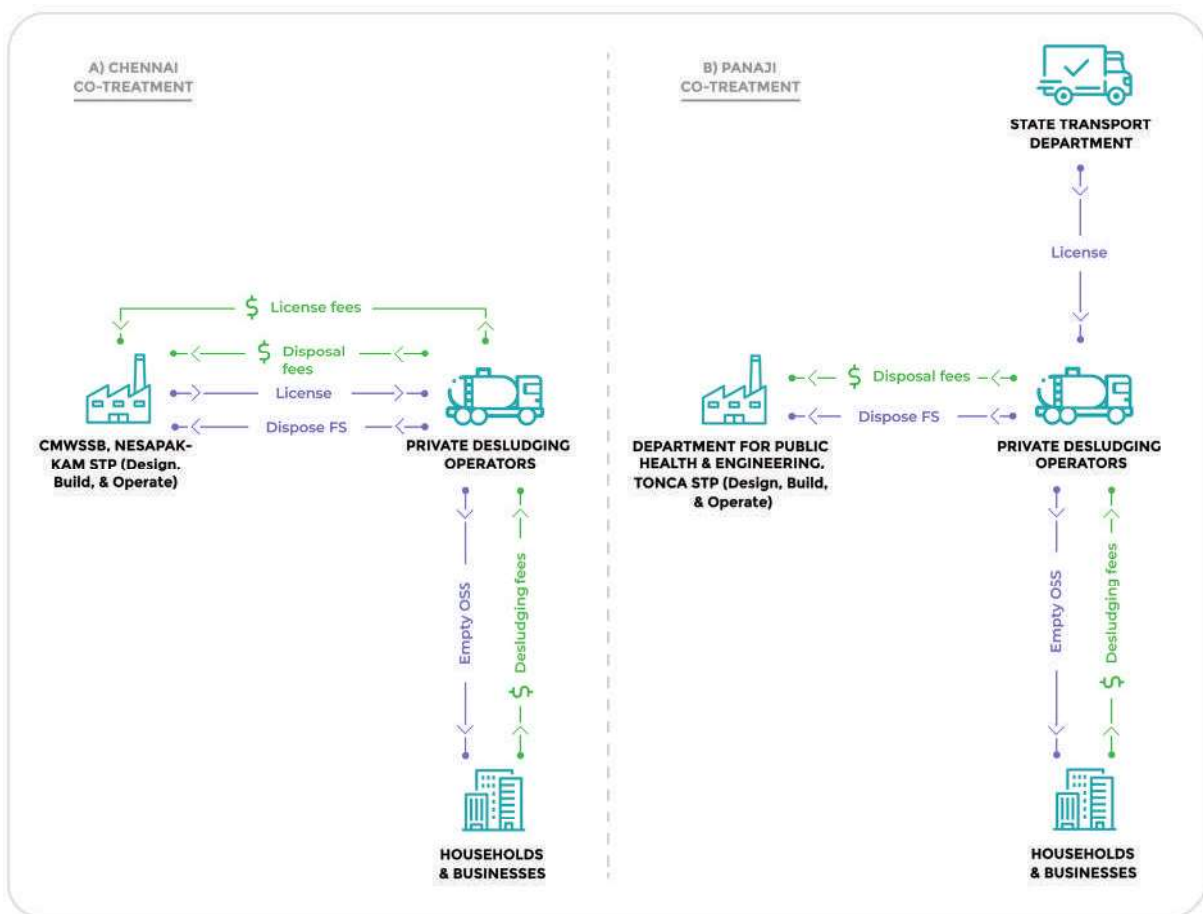 A) CHENNAI
CO-TREATMENT
$ License fees
$ Disposal
fees
License
Dispose FS
CMWSSB, NESAPAK-
KAM STP (Design.
Build, & Operate)
PRIVATE DESLUDGING
OPERATORS
Empty OSS
$ Desludging fees
HOUSEHOLDS
& BUSINESSES
B) PANAJI
CO-TREATMENT
STATE TRANSPORT
DEPARTMENT
License
$ Disposal fees
Dispose FS
DEPARTMENT FOR PUBLIC
HEALTH & ENGINEERING.
TONCA STP (Design, Build,
& Operate)
PRIVATE DESLUDGING
OPERATORS
Empty OSS
$ Desludging fees
HOUSEHOLDS
& BUSINESSES